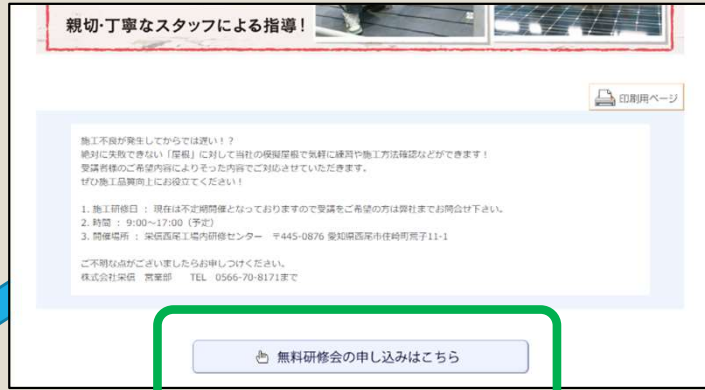 親切・丁寧なスタッフによる指導！
印刷用ページ
施工不良が発生してからでは遅い！？
絶対に失敗できない「屋根」に対して当社の模擬屋根で気軽に練習や施工方法確認などができます！
受講者様のご希望内容によりそった内容でご対応させていただきます。
ぜひ施工品質向上にお役立てください！
1. 施工研修日 ： 現在は不定期開催となっておりますので受講をご希望の方は弊社までお問合せ下さい。
2. 時間 ： 9:00～17:00（予定）
3. 開催場所 ： 栄信西尾工場内研修センター　〒445-0876 愛知県西尾市住崎町荒子11-1
ご不明な点がございましたらお申しつけください。
株式会社栄信　営業部　　TEL　0566-70-8171まで
無料研修会の申し込みはこちら